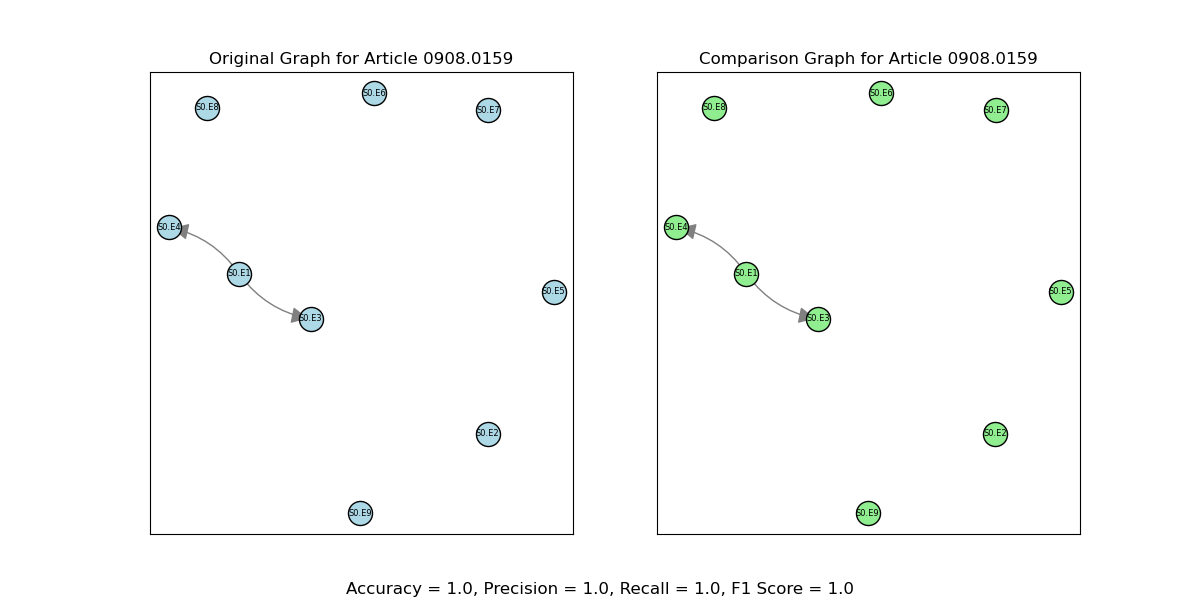 Original Graph for Article 0908.0159
S0.E8
S0.E6
S0.E7
S0.E4
S0.E1
S0.E5
S0.E3
S0.E2
S0.E9
Comparison Graph for Article 0908.0159
S0.E8
S0.E6
S0.E7
S0.E4
S0.E1
S0.E5
S0.E3
S0.E2
S0.E9
Accuracy = 1.0, Precision = 1.0, Recall = 1.0, F1 Score = 1.0